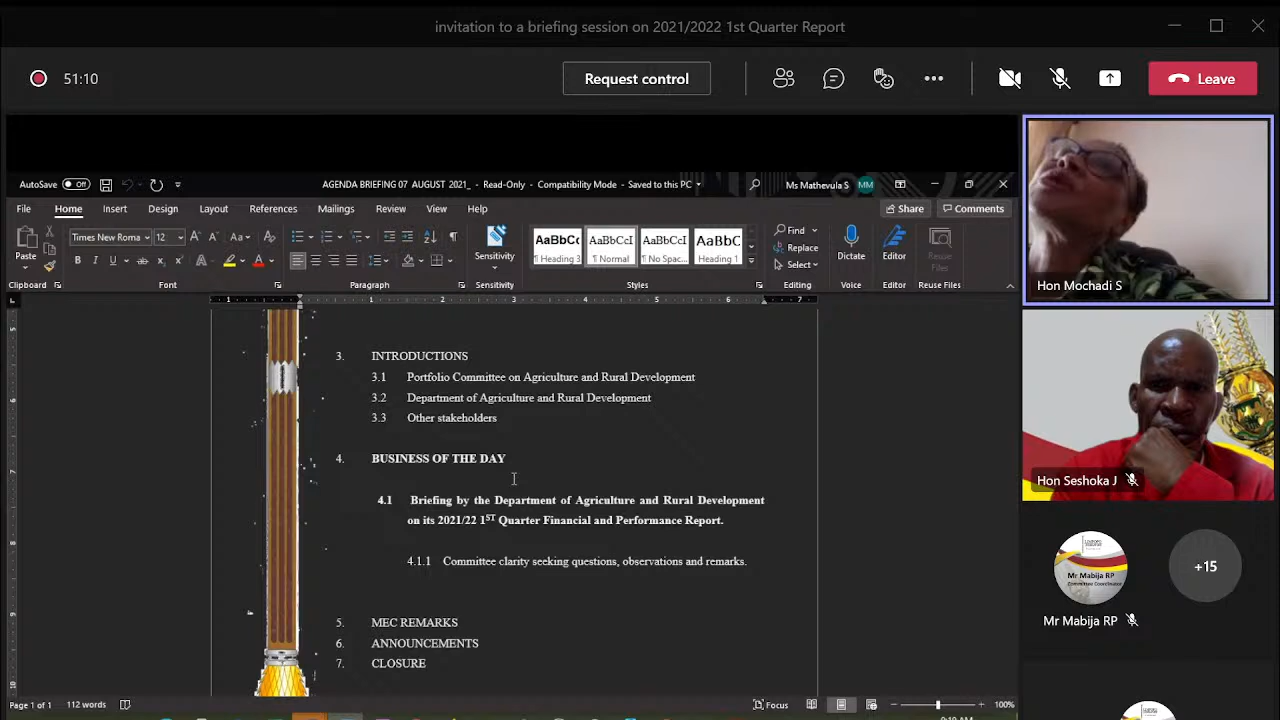 invitation to a briefing session on 2021/2022 1st Quarter Report
51:10
Request control
Leave
AutoSave Off
AGENDA BRIEFING 07 AUGUST 2021_ - Read-Only - Compatibility Mode - Saved to this PC
Ms Mathevula S MM
File Home Insert Design Layout References Mailings Review View Help
Share Comments
Times New Roma 12
Paste
Sensitivity
AaBbCc AaBbCcI AaBbCcI AaBbC
¶ Heading 3 ¶ Normal ¶ No Spac... ¶ Heading 1
Find
Replace
Select
Dictate
Editor
Reuse Files
Clipboard Font Paragraph Sensitivity Styles Editing Voice Editor Reuse Files
3. INTRODUCTIONS
3.1 Portfolio Committee on Agriculture and Rural Development
3.2 Department of Agriculture and Rural Development
3.3 Other stakeholders
4. BUSINESS OF THE DAY
4.1 Briefing by the Department of Agriculture and Rural Development
on its 2021/22 1ST Quarter Financial and Performance Report.
4.1.1 Committee clarity seeking questions, observations and remarks.
5. MEC REMARKS
6. ANNOUNCEMENTS
7. CLOSURE
Page 1 of 1 112 words
Focus
100%
Hon Mochadi S
Hon Seshoka J
Mr Mabija RP
Committee Coordinator
+15
Mr Mabija RP